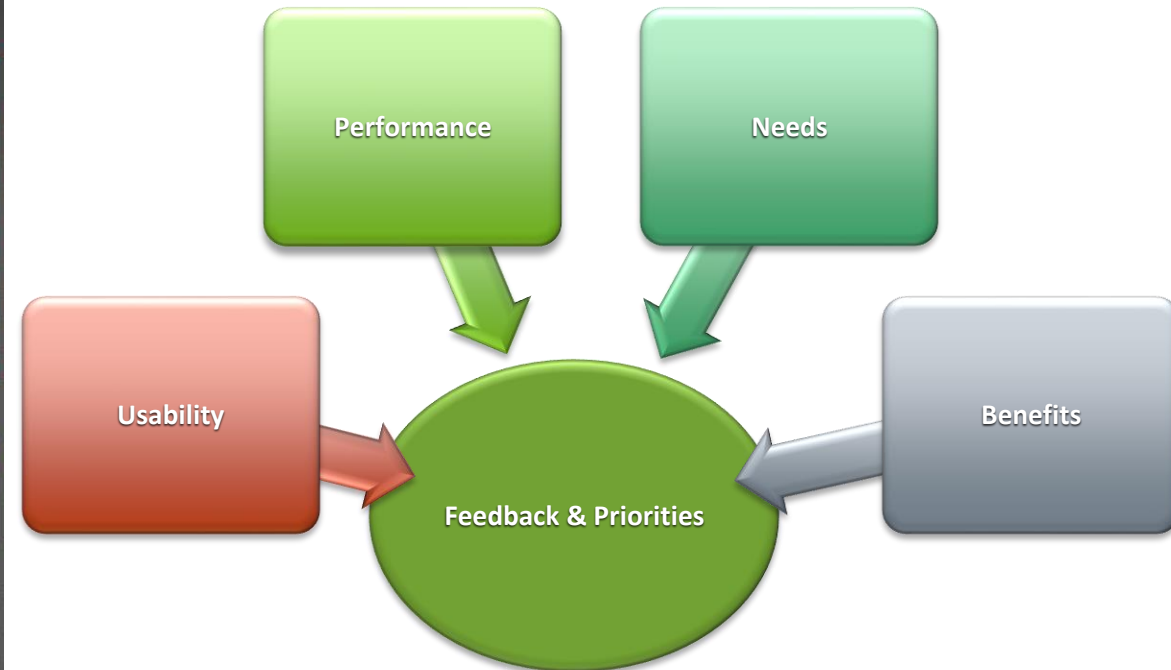 Performance
Needs
Usability
Benefits
Feedback & Priorities